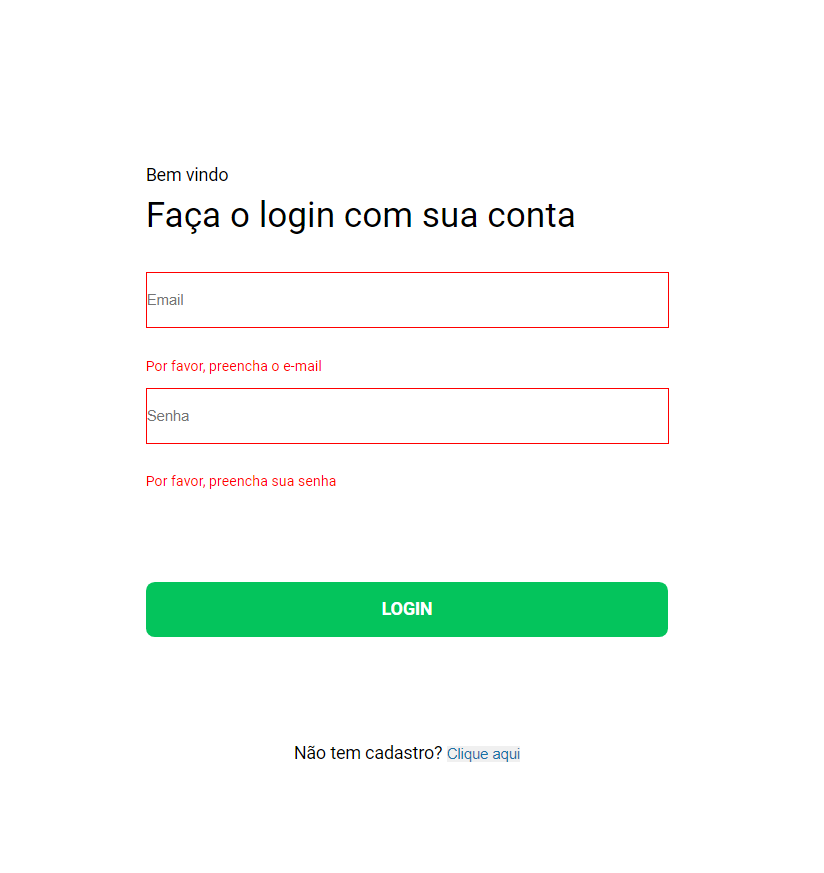 Bem vindo
Faça o login com sua conta
Email
Por favor, preencha o e-mail
Senha
Por favor, preencha sua senha
LOGIN
Não tem cadastro? Clique aqui